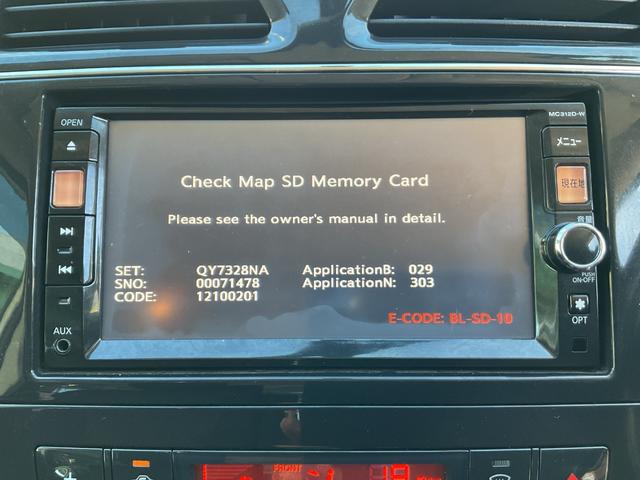 OPEN
MC312D-W
メニュー
現在地
音量
PUSH
ON-OFF
OPT
AUX
Check Map SD Memory Card
Please see the owner's manual in detail.
SET: QY7328NA ApplicationB: 029
SNO: 00071478 ApplicationN: 303
CODE: 12100201
E-CODE: BL-SD-10
FRONT
19